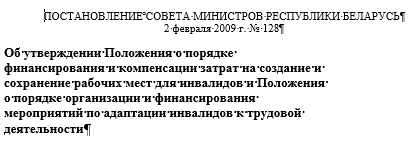 ПОСТАНОВЛЕНИЕ СОВЕТА МИНИСТРОВ РЕСПУБЛИКИ БЕЛАРУСЬ¶
2·февраля·2009·г.·№·128¶
Об·утверждении·Положения·о·порядке·
финансирования·и·компенсации·затрат·на·создание·и·
сохранение·рабочих·мест·для·инвалидов·и·Положения·
о·порядке·организации·и·финансирования·
мероприятий·по·адаптации·инвалидов·к·трудовой·
деятельности¶